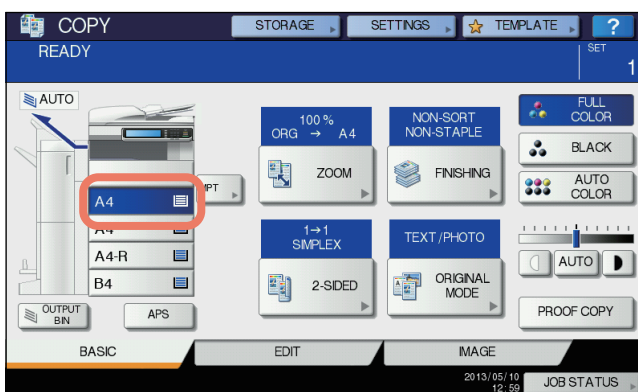 COPY
STORAGE
SETTINGS
TEMPLATE
?
READY
SET
1
AUTO
100 %
ORG → A4
NON-SORT
NON-STAPLE
FULL
COLOR
BLACK
ZOOM
FINISHING
AUTO
COLOR
A4
A4
A4-R
B4
1→1
SIMPLEX
TEXT/PHOTO
2-SIDED
ORIGINAL
MODE
AUTO
OUTPUT
BIN
APS
PROOF COPY
BASIC
EDIT
IMAGE
2013/05/10
12:59
JOB STATUS